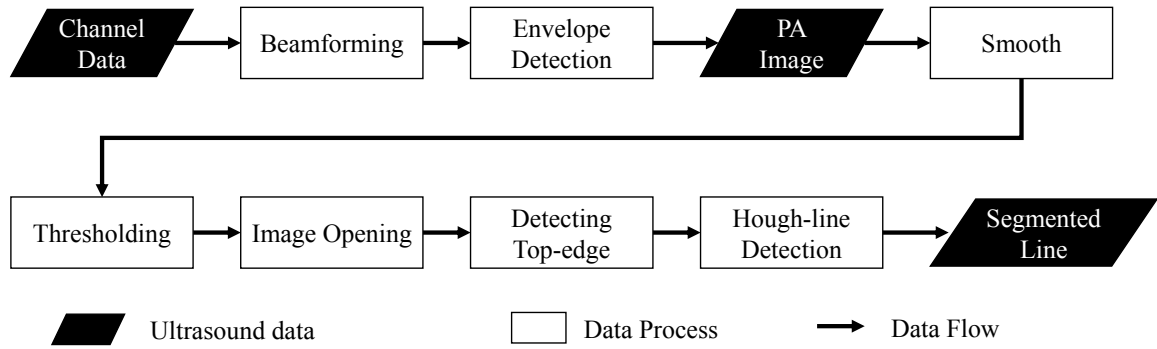 Channel
Data
Beamforming
Envelope
Detection
PA
Image
Smooth
Thresholding
Image Opening
Detecting
Top-edge
Hough-line
Detection
Segmented
Line
Ultrasound data
Data Process
Data Flow